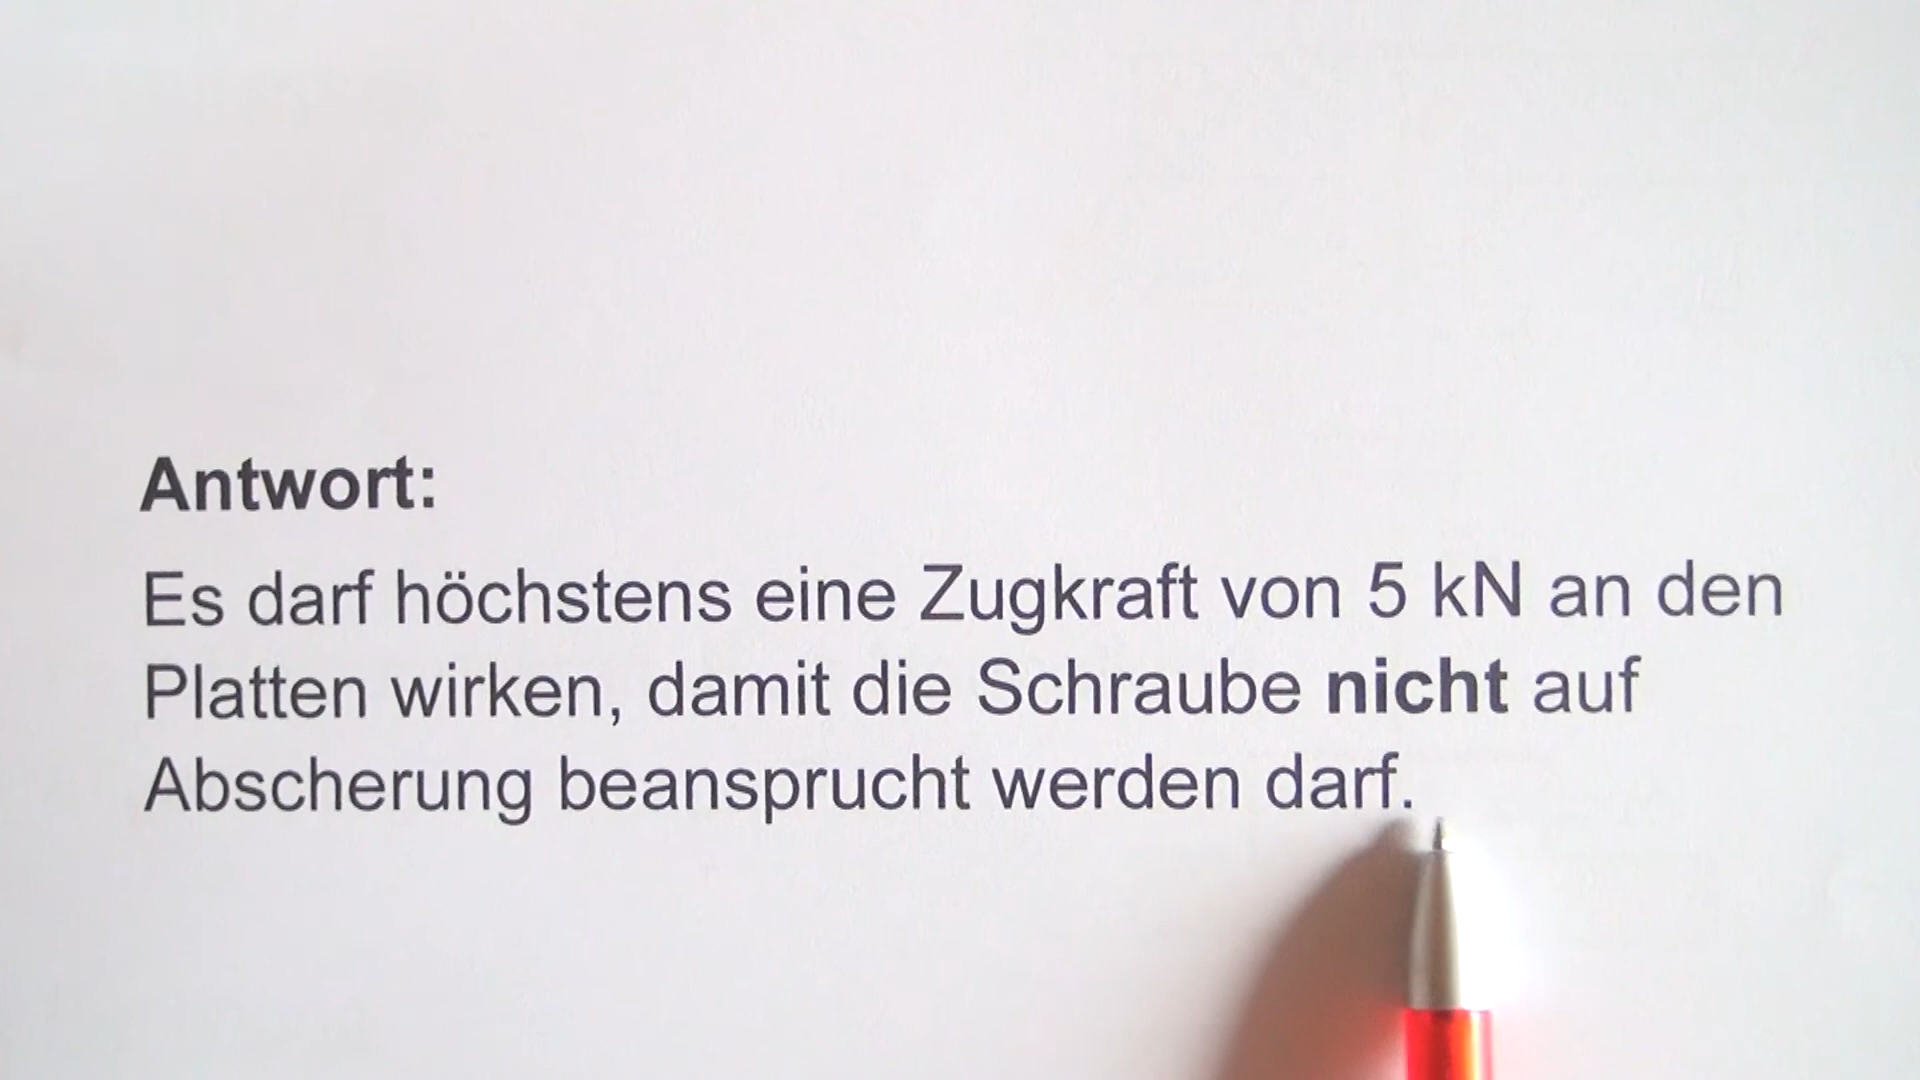 Antwort:
Es darf höchstens eine Zugkraft von 5 kN an den
Platten wirken, damit die Schraube nicht auf
Abscherung beansprucht werden darf.